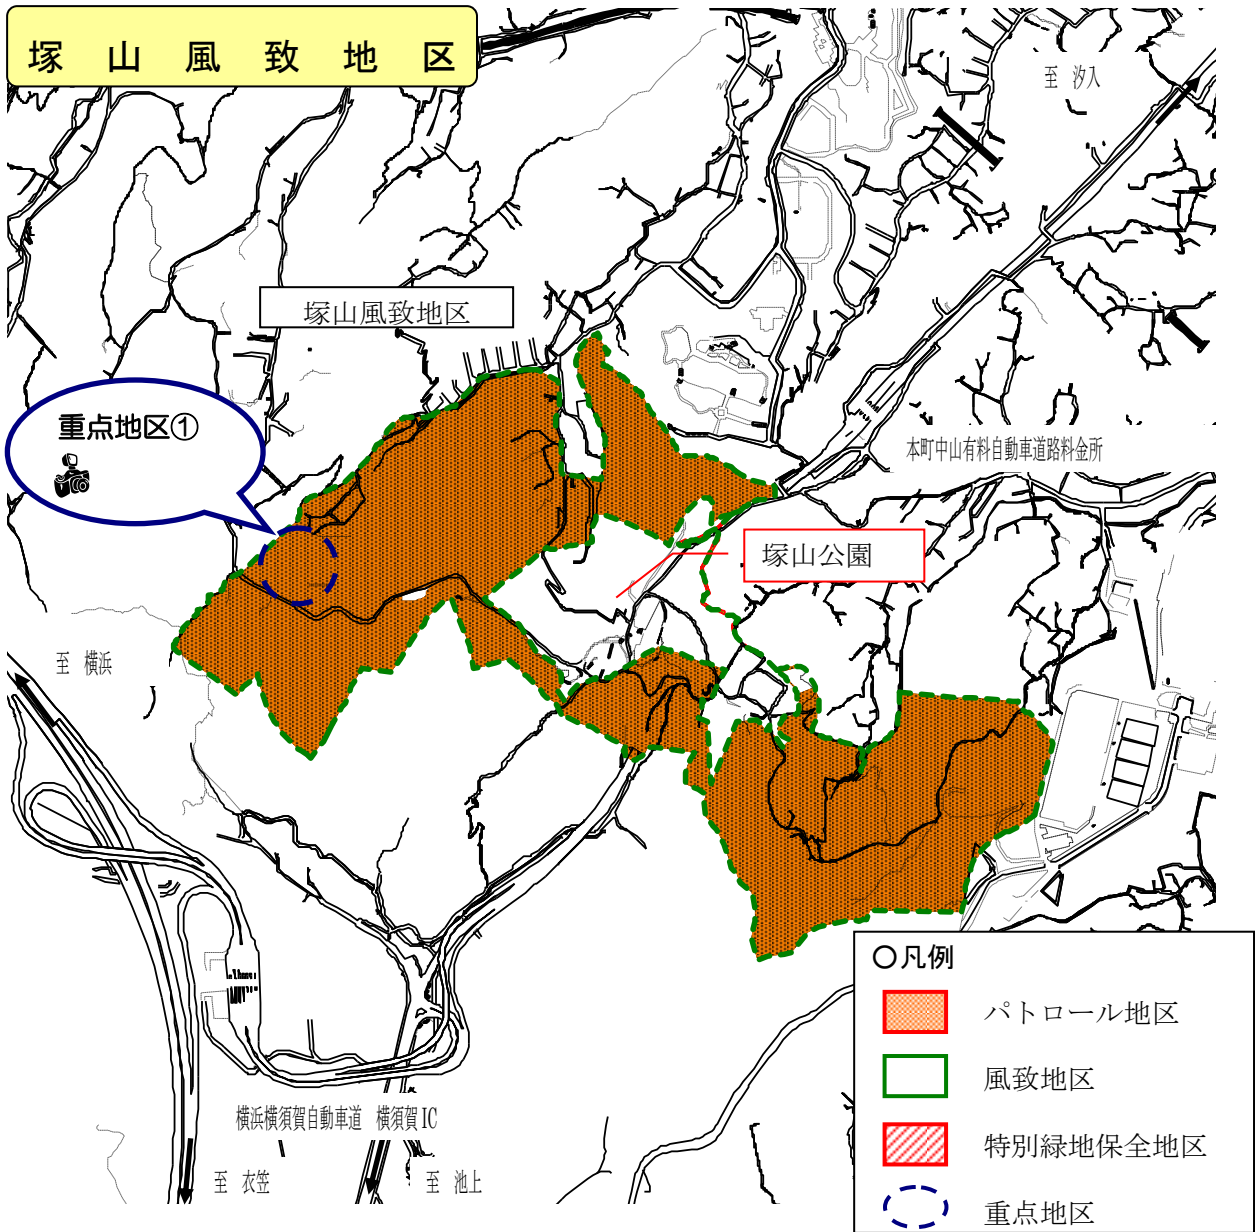 塚山風致地区
至 汐入
塚山風致地区
重点地区①
本町中山有料自動車道路料金所
塚山公園
至 横浜
横浜横須賀自動車道 横須賀IC
至 衣笠
至 池上
○凡例
パトロール地区
風致地区
特別緑地保全地区
重点地区